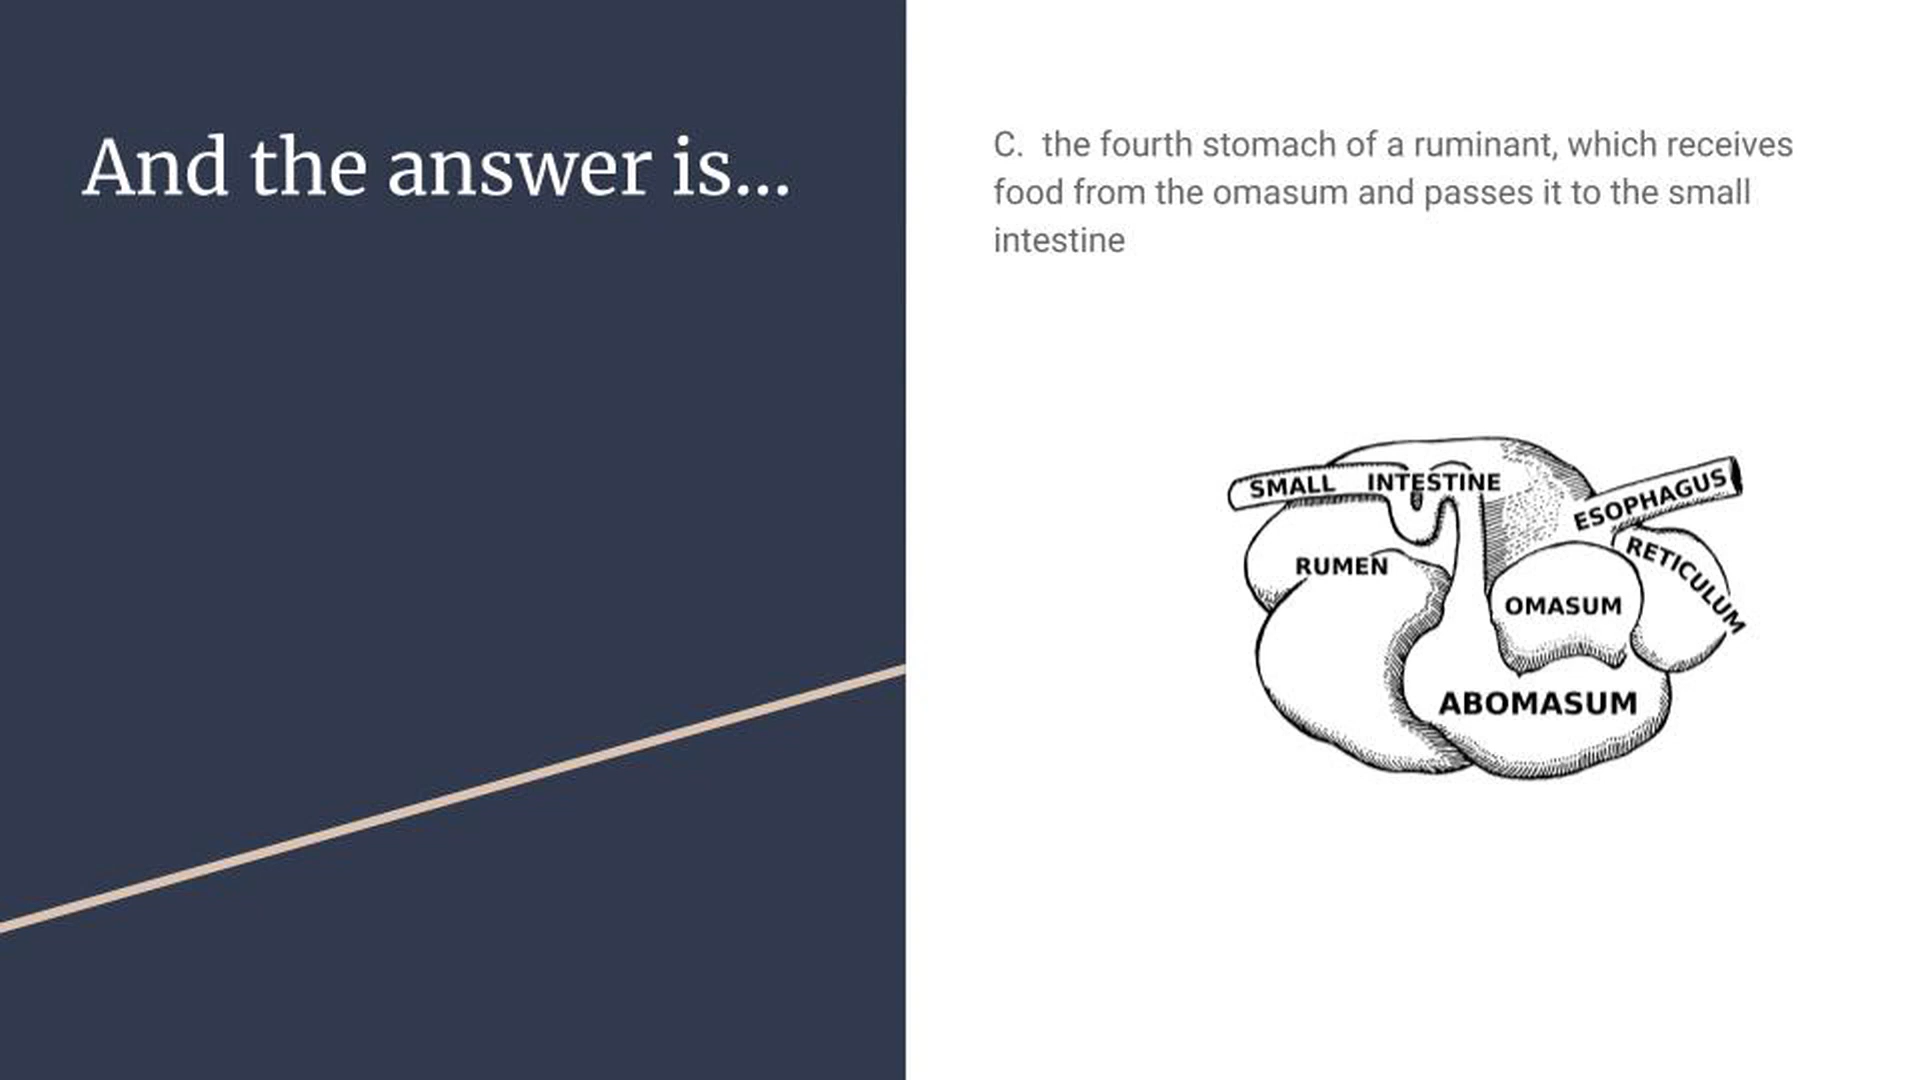 And the answer is...
C.  the fourth stomach of a ruminant, which receives
food from the omasum and passes it to the small
intestine
SMALL INTESTINE
ESOPHAGUS
RETICULUM
RUMEN
OMASUM
ABOMASUM